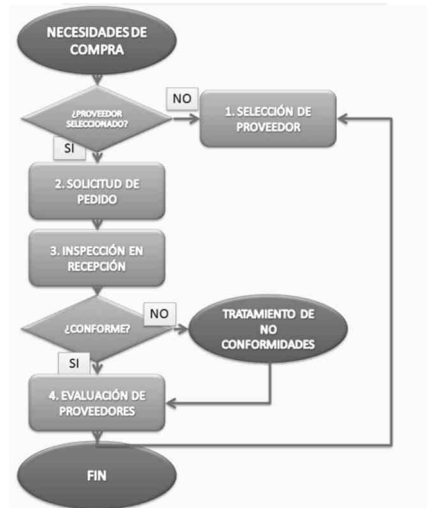 NECESIDADES DE
COMPRA
¿PROVEEDOR
SELECCIONADO?
NO
1. SELECCIÓN DE
PROVEEDOR
SI
2. SOLICITUD DE
PEDIDO
3. INSPECCIÓN EN
RECEPCIÓN
¿CONFORME?
NO
TRATAMIENTO DE
NO
CONFORMIDADES
SI
4. EVALUACIÓN DE
PROVEEDORES
FIN